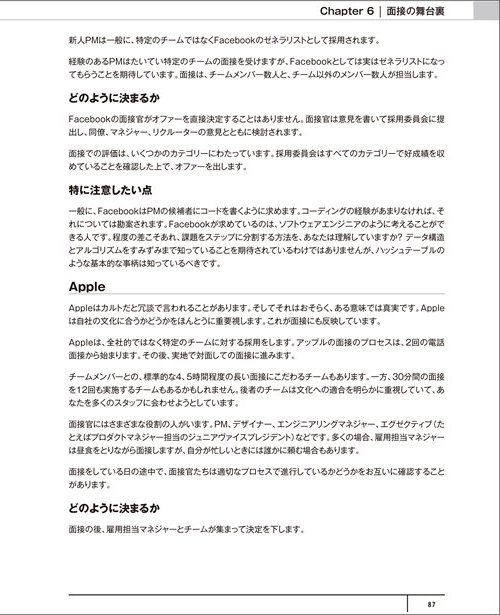 Chapter 6 | 面接の舞台裏
新人PMは一般に、特定のチームではなくFacebookのゼネラリストとして採用されます。
経験のあるPMはたいてい特定のチームの面接を受けますが、Facebookとしては実はゼネラリストになっ
てもらうことを期待しています。面接は、チームメンバー数人と、チーム以外のメンバー数人が担当します。
どのように決まるか
Facebookの面接官がオファーを直接決定することはありません。面接官は意見を書いて採用委員会に提
出し、同僚、マネジャー、リクルーターの意見とともに検討されます。
面接での評価は、いくつかのカテゴリーにわたっています。採用委員会はすべてのカテゴリーで好成績を収
めていることを確認した上で、オファーを出します。
特に注意したい点
一般に、FacebookはPMの候補者にコードを書くように求めます。コーディングの経験があまりなければ、そ
れについては勘案されます。Facebookが求めているのは、ソフトウェアエンジニアのように考えることがで
きる人です。程度の差こそあれ、課題をステップに分割する方法を、あなたは理解していますか? データ構造
とアルゴリズムをすみずみまで知っていることを期待されているわけではありませんが、ハッシュテーブルの
ような基本的な事柄は知っているべきです。
Apple
Appleはカルトだと冗談で言われることがあります。そしてそれはおそらく、ある意味では真実です。Apple
は自社の文化に合うかどうかをほんとうに重要視します。これが面接にも反映しています。
Appleは、全社的ではなく特定のチームに対する採用をします。アップルの面接のプロセスは、2回の電話
面接から始まります。その後、実地で対面しての面接に進みます。
チームメンバーとの、標準的な4、5時間程度の長い面接にこだわるチームもあります。一方、30分間の面接
を12回も実施するチームもあるかもしれません。後者のチームは文化への適合を明らかに重視していて、あ
なたを多くのスタッフに会わせようとしています。
面接官にはさまざまな役割の人がいます。PM、デザイナー、エンジニアリングマネジャー、エグゼクティブ(た
とえばプロダクトマネジャー担当のジュニアヴァイスプレジデント)などです。多くの場合、雇用担当マネジャー
は昼食をとりながら面接しますが、自分が忙しいときには誰かに頼む場合もあります。
面接をしている日の途中で、面接官たちは適切なプロセスで進行しているかどうかをお互いに確認すること
があります。
どのように決まるか
面接の後、雇用担当マネジャーとチームが集まって決定を下します。
87